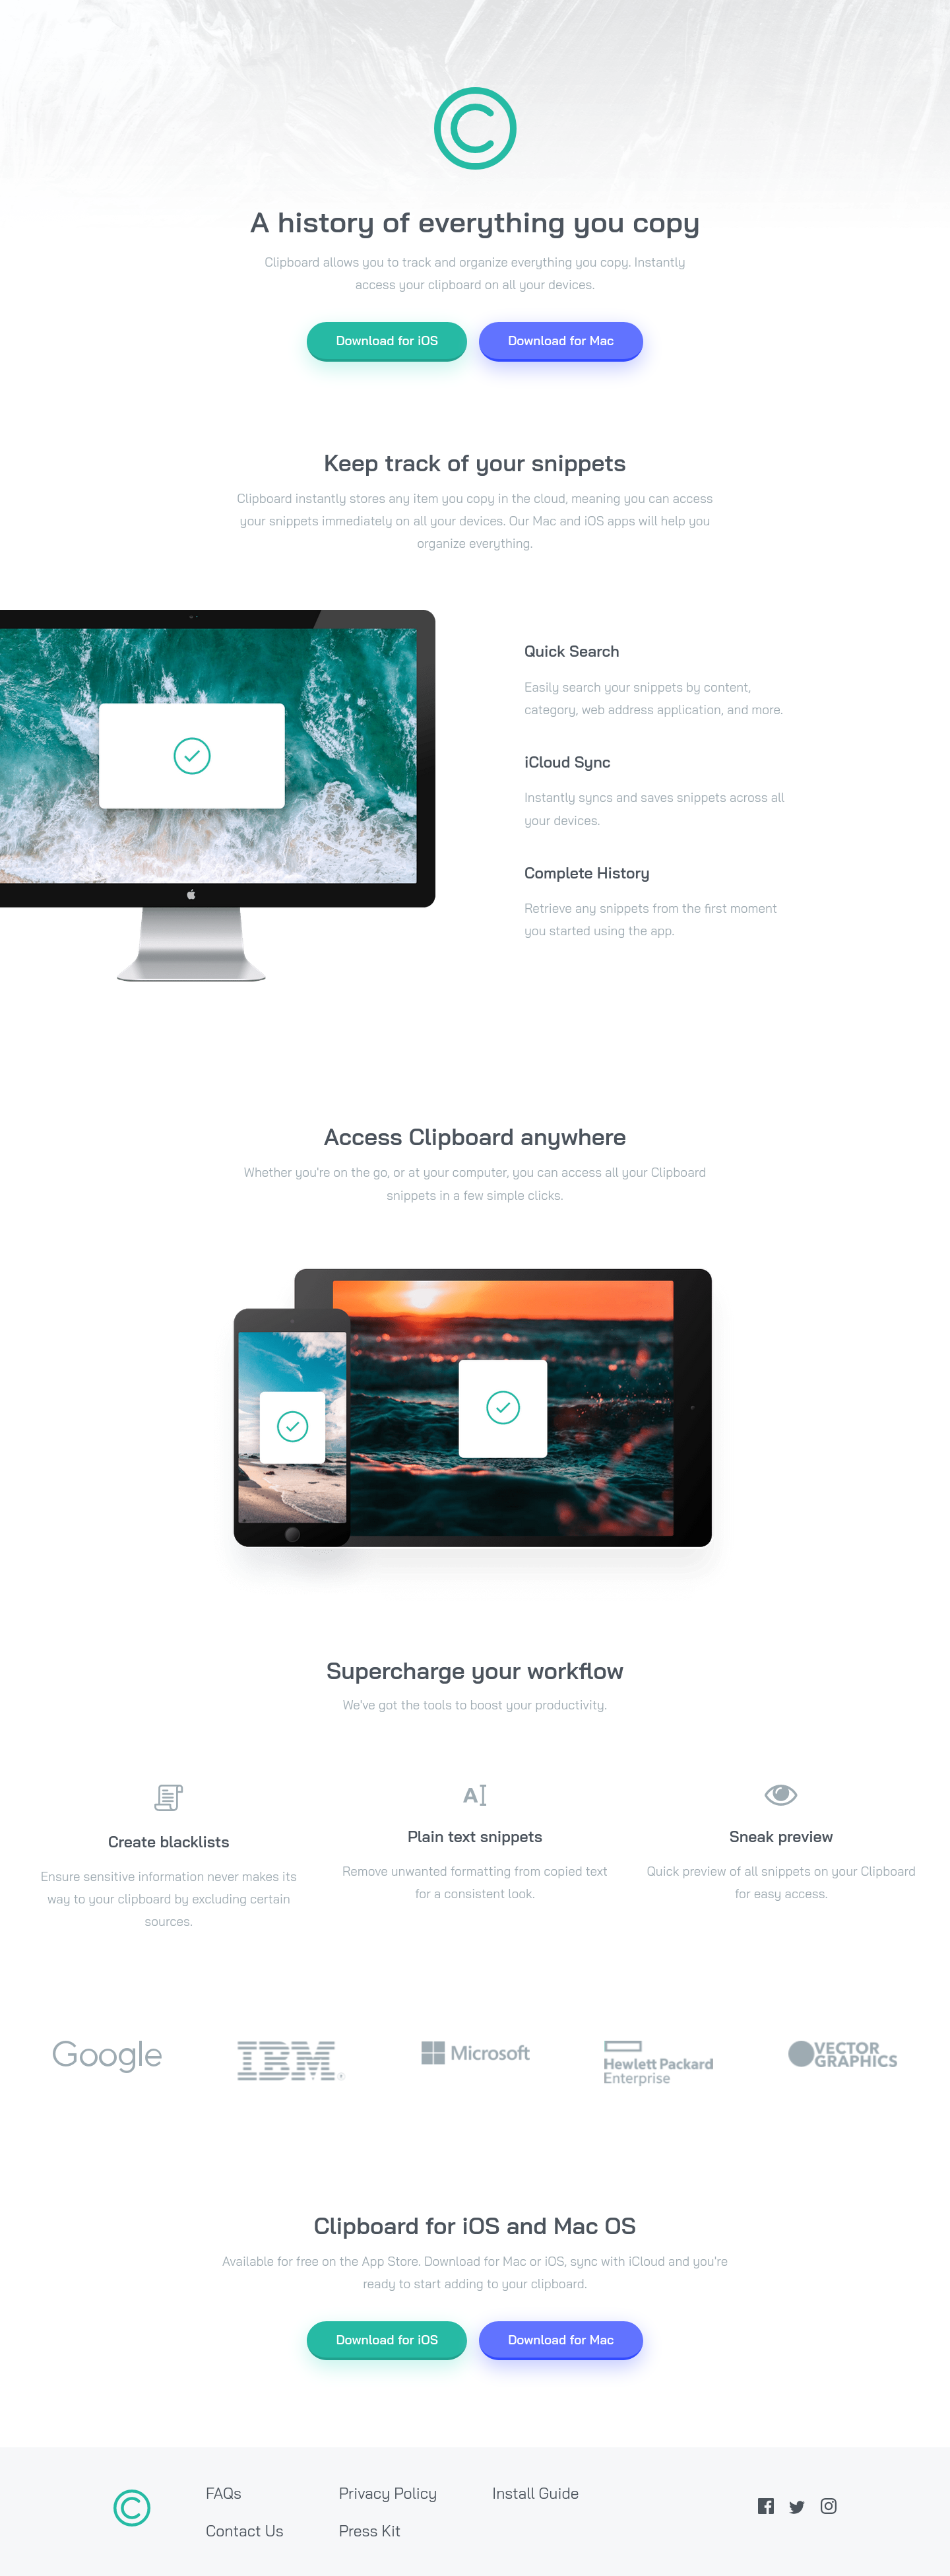 A history of everything you copy
Clipboard allows you to track and organize everything you copy. Instantly
access your clipboard on all your devices.
Download for iOS
Download for Mac
Keep track of your snippets
Clipboard instantly stores any item you copy in the cloud, meaning you can access
your snippets immediately on all your devices. Our Mac and iOS apps will help you
organize everything.
Quick Search
Easily search your snippets by content,
category, web address application, and more.
iCloud Sync
Instantly syncs and saves snippets across all
your devices.
Complete History
Retrieve any snippets from the first moment
you started using the app.
Access Clipboard anywhere
Whether you're on the go, or at your computer, you can access all your Clipboard
snippets in a few simple clicks.
Supercharge your workflow
We've got the tools to boost your productivity.
Create blacklists
Ensure sensitive information never makes its
way to your clipboard by excluding certain
sources.
Plain text snippets
Remove unwanted formatting from copied text
for a consistent look.
Sneak preview
Quick preview of all snippets on your Clipboard
for easy access.
Google
IBM
Microsoft
Hewlett Packard
Enterprise
VECTOR
GRAPHICS
Clipboard for iOS and Mac OS
Available for free on the App Store. Download for Mac or iOS, sync with iCloud and you're
ready to start adding to your clipboard.
Download for iOS
Download for Mac
FAQs
Contact Us
Privacy Policy
Press Kit
Install Guide